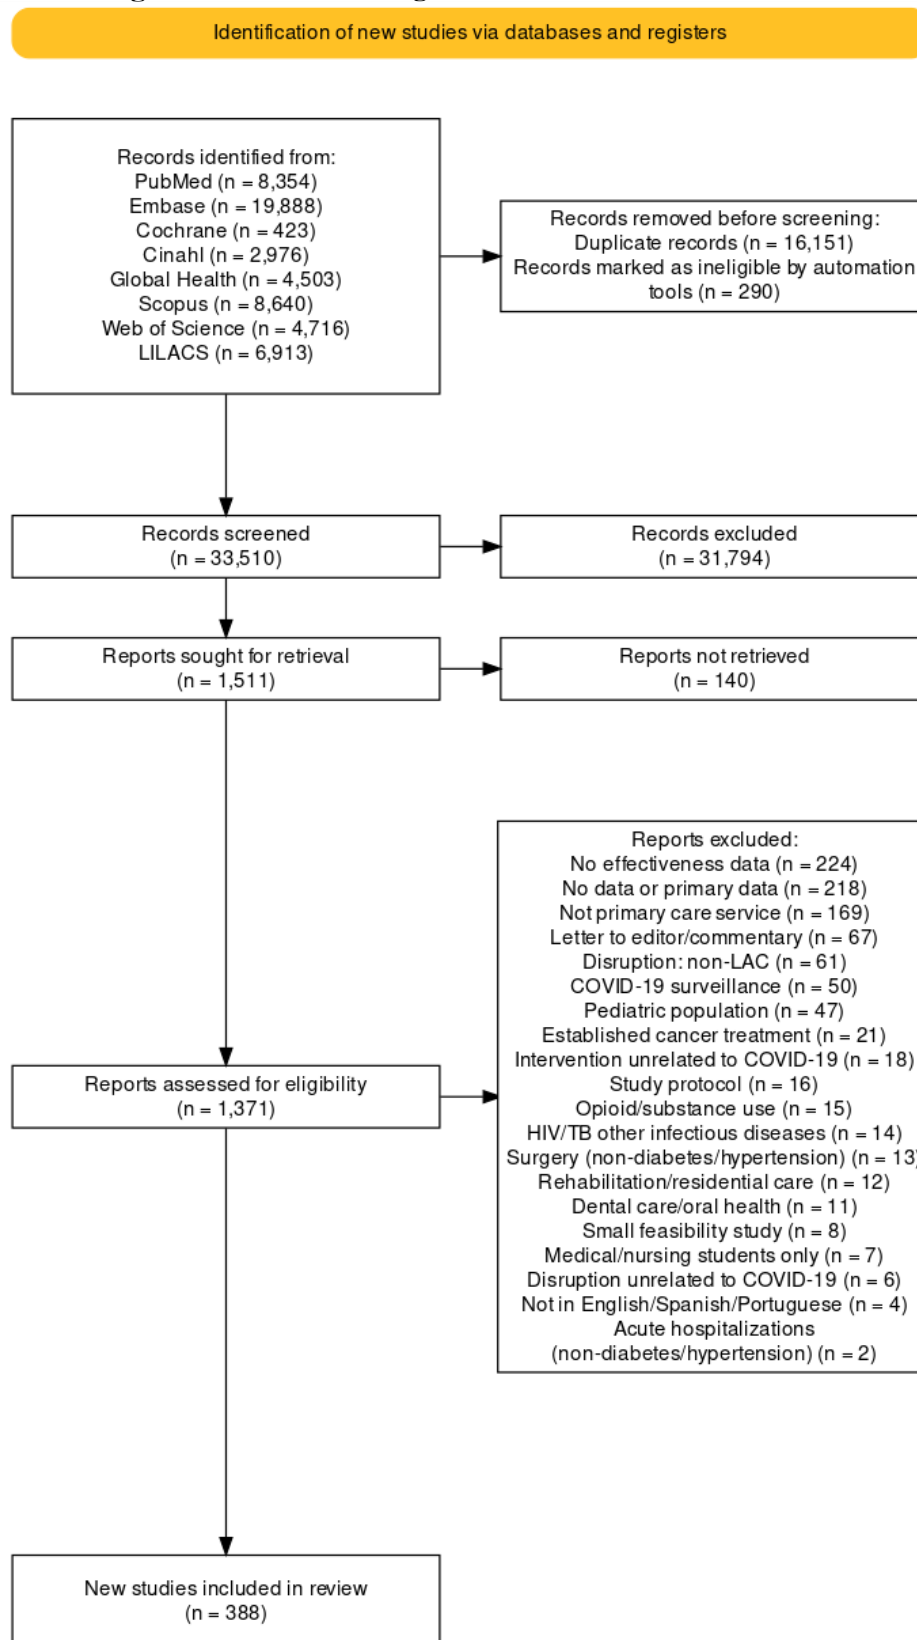 Identification of new studies via databases and registers
Records identified from:
PubMed (n = 8,354)
Embase (n = 19,888)
Cochrane (n = 423)
Cinahl (n = 2,976)
Global Health (n = 4,503)
Scopus (n = 8,640)
Web of Science (n = 4,716)
LILACS (n = 6,913)
Records removed before screening:
Duplicate records (n = 16,151)
Records marked as ineligible by automation
tools (n = 290)
Records screened
(n = 33,510)
Records excluded
(n = 31,794)
Reports sought for retrieval
(n = 1,511)
Reports not retrieved
(n = 140)
Reports assessed for eligibility
(n = 1,371)
Reports excluded:
No effectiveness data (n = 224)
No data or primary data (n = 218)
Not primary care service (n = 169)
Letter to editor/commentary (n = 67)
Disruption: non-LAC (n = 61)
COVID-19 surveillance (n = 50)
Pediatric population (n = 47)
Established cancer treatment (n = 21)
Intervention unrelated to COVID-19 (n = 18)
Study protocol (n = 16)
Opioid/substance use (n = 15)
HIV/TB other infectious diseases (n = 14)
Surgery (non-diabetes/hypertension) (n = 13)
Rehabilitation/residential care (n = 12)
Dental care/oral health (n = 11)
Small feasibility study (n = 8)
Medical/nursing students only (n = 7)
Disruption unrelated to COVID-19 (n = 6)
Not in English/Spanish/Portuguese (n = 4)
Acute hospitalizations
(non-diabetes/hypertension) (n = 2)
New studies included in review
(n = 388)